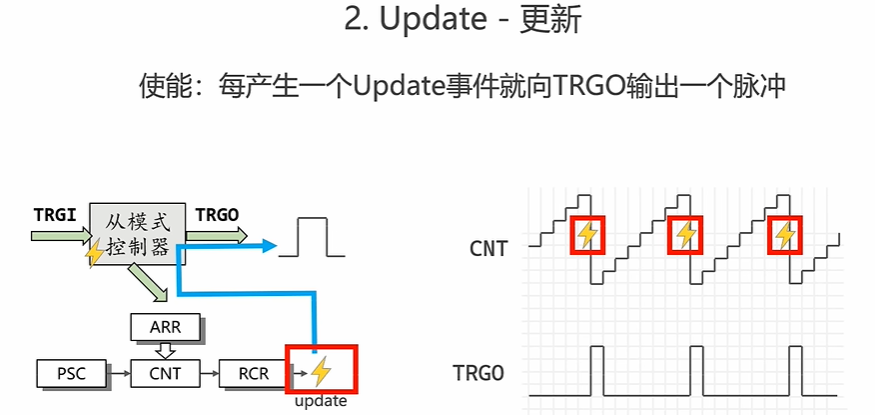 2. Update - 更新
使能：每产生一个Update事件就向TRGO输出一个脉冲
TRGI
从模式
控制器
TRGO
ARR
PSC
CNT
RCR
update
CNT
TRGO